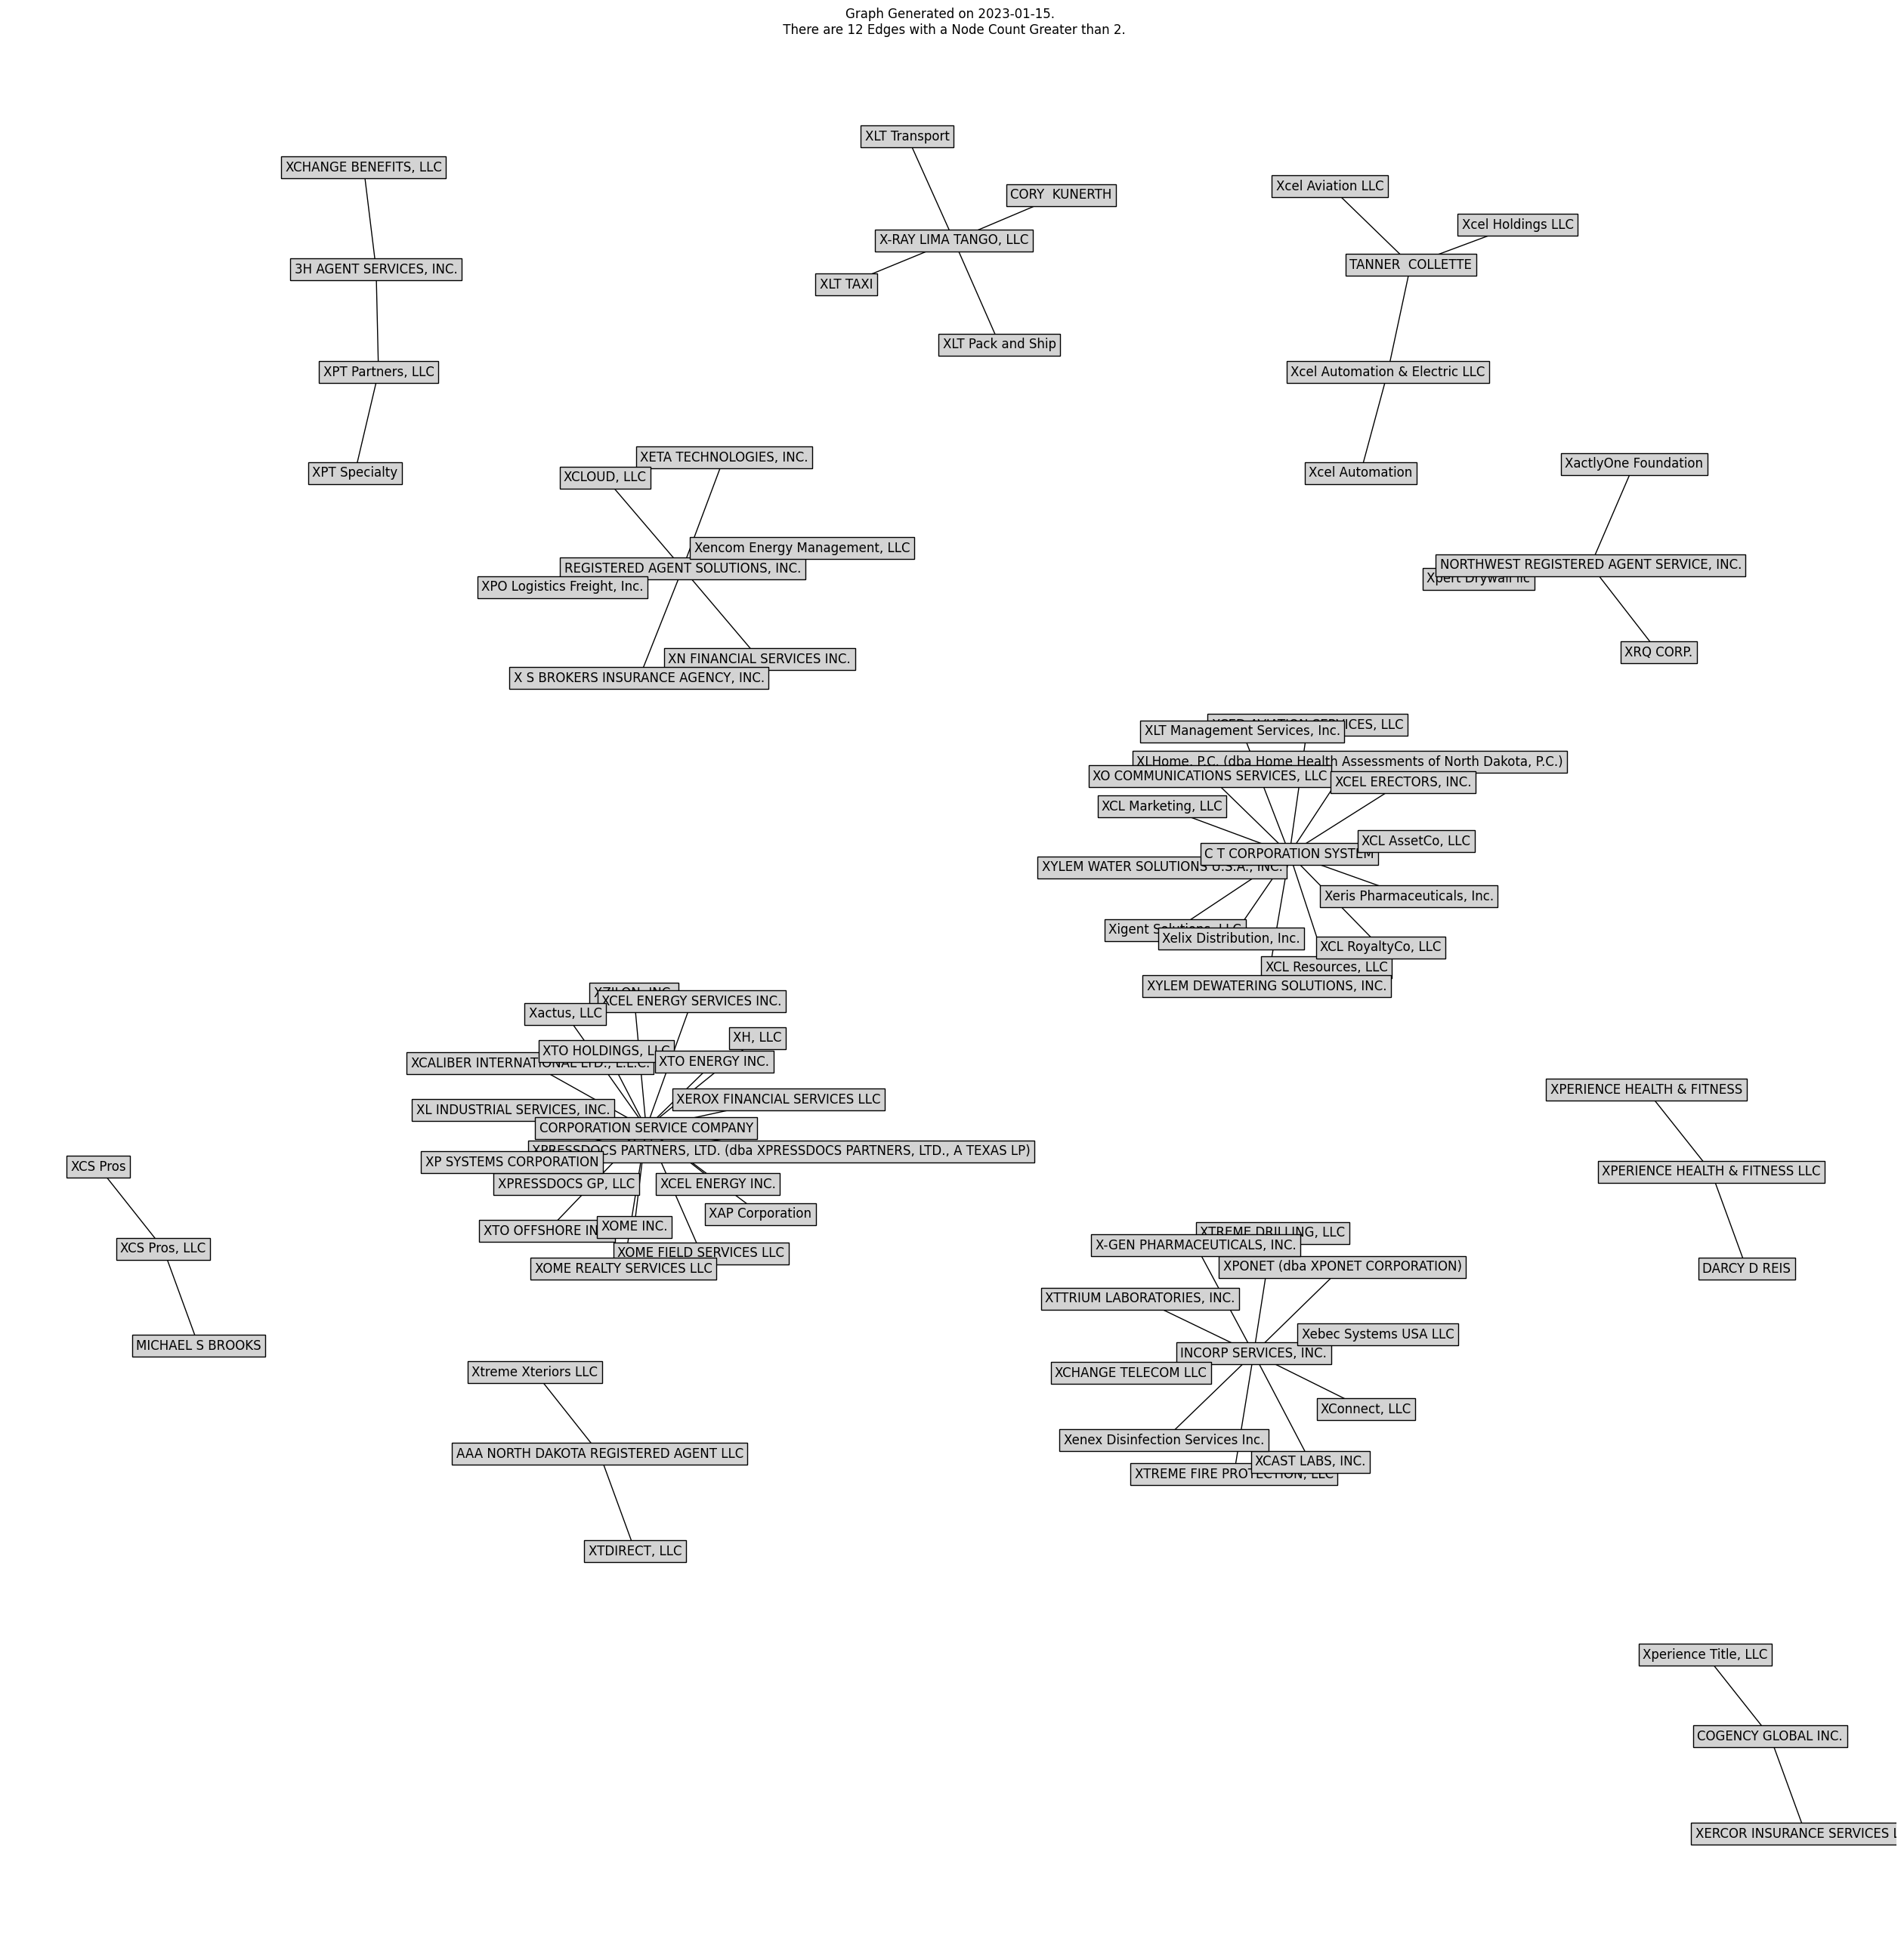 Graph Generated on 2023-01-15.
There are 12 Edges with a Node Count Greater than 2.
XLT Transport
XCHANGE BENEFITS, LLC
CORY  KUNERTH
Xcel Aviation LLC
Xcel Holdings LLC
X-RAY LIMA TANGO, LLC
3H AGENT SERVICES, INC.
TANNER  COLLETTE
XLT TAXI
XLT Pack and Ship
XPT Partners, LLC
Xcel Automation & Electric LLC
XPT Specialty
Xcel Automation
XETA TECHNOLOGIES, INC.
XCLOUD, LLC
XactlyOne Foundation
Xencom Energy Management, LLC
REGISTERED AGENT SOLUTIONS, INC.
XPO Logistics Freight, Inc.
NORTHWEST REGISTERED AGENT SERVICE, INC.
Xpert Drywall llc
XRQ CORP.
XN FINANCIAL SERVICES INC.
X S BROKERS INSURANCE AGENCY, INC.
AVIATION SERVICES, LLC
XLT Management Services, Inc.
XLHome, P.C. (dba Home Health Assessments of North Dakota, P.C.)
XO COMMUNICATIONS SERVICES, LLC
XCEL ERECTORS, INC.
XCL Marketing, LLC
XCL AssetCo, LLC
C T CORPORATION SYSTEM
XYLEM WATER SOLUTIONS U.S.A., INC.
Xeris Pharmaceuticals, Inc.
Xigent Solutions, LLC
Xelix Distribution, Inc.
XCL RoyaltyCo, LLC
XCL Resources, LLC
XYLEM DEWATERING SOLUTIONS, INC.
INC.
XCEL ENERGY SERVICES INC.
Xactus, LLC
XH, LLC
XTO HOLDINGS, LLC
XCALIBER INTERNATIONAL LTD., L.L.C.
XTO ENERGY INC.
XEROX FINANCIAL SERVICES LLC
XL INDUSTRIAL SERVICES, INC.
CORPORATION SERVICE COMPANY
XPRESSDOCS PARTNERS, LTD. (dba XPRESSDOCS PARTNERS, LTD., A TEXAS LP)
XP SYSTEMS CORPORATION
XPRESSDOCS GP, LLC
XCEL ENERGY INC.
XAP Corporation
XTO OFFSHORE IN
XOME INC.
XOME FIELD SERVICES LLC
XOME REALTY SERVICES LLC
XPERIENCE HEALTH & FITNESS
XPERIENCE HEALTH & FITNESS LLC
DARCY D REIS
XCS Pros
XCS Pros, LLC
MICHAEL S BROOKS
XTREME DRILLING, LLC
X-GEN PHARMACEUTICALS, INC.
XPONET (dba XPONET CORPORATION)
XTTRIUM LABORATORIES, INC.
Xebec Systems USA LLC
INCORP SERVICES, INC.
XCHANGE TELECOM LLC
XConnect, LLC
Xenex Disinfection Services Inc.
XCAST LABS, INC.
XTREME FIRE PROTECTION, LLC
Xtreme Xteriors LLC
AAA NORTH DAKOTA REGISTERED AGENT LLC
XTDIRECT, LLC
Xperience Title, LLC
COGENCY GLOBAL INC.
XERCOR INSURANCE SERVICES L